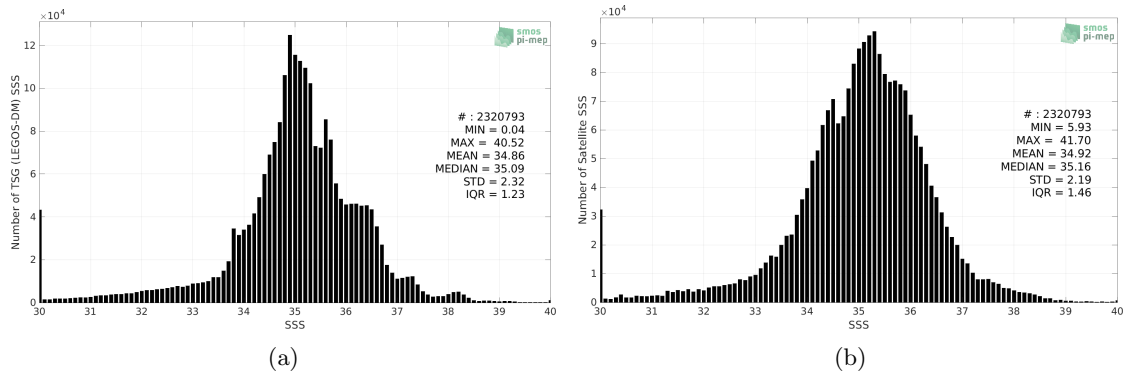 ×10⁴
12
10
8
6
4
2
0
Number of TSG (LEGOS-DM) SSS
30 31 32 33 34 35 36 37 38 39 40
SSS
smos
pi-mep
# : 2320793
MIN = 0.04
MAX = 40.52
MEAN = 34.86
MEDIAN = 35.09
STD = 2.32
IQR = 1.23
(a)
×10⁴
9
8
7
6
5
4
3
2
1
0
Number of Satellite SSS
30 31 32 33 34 35 36 37 38 39 40
SSS
smos
pi-mep
# : 2320793
MIN = 5.93
MAX = 41.70
MEAN = 34.92
MEDIAN = 35.16
STD = 2.19
IQR = 1.46
(b)